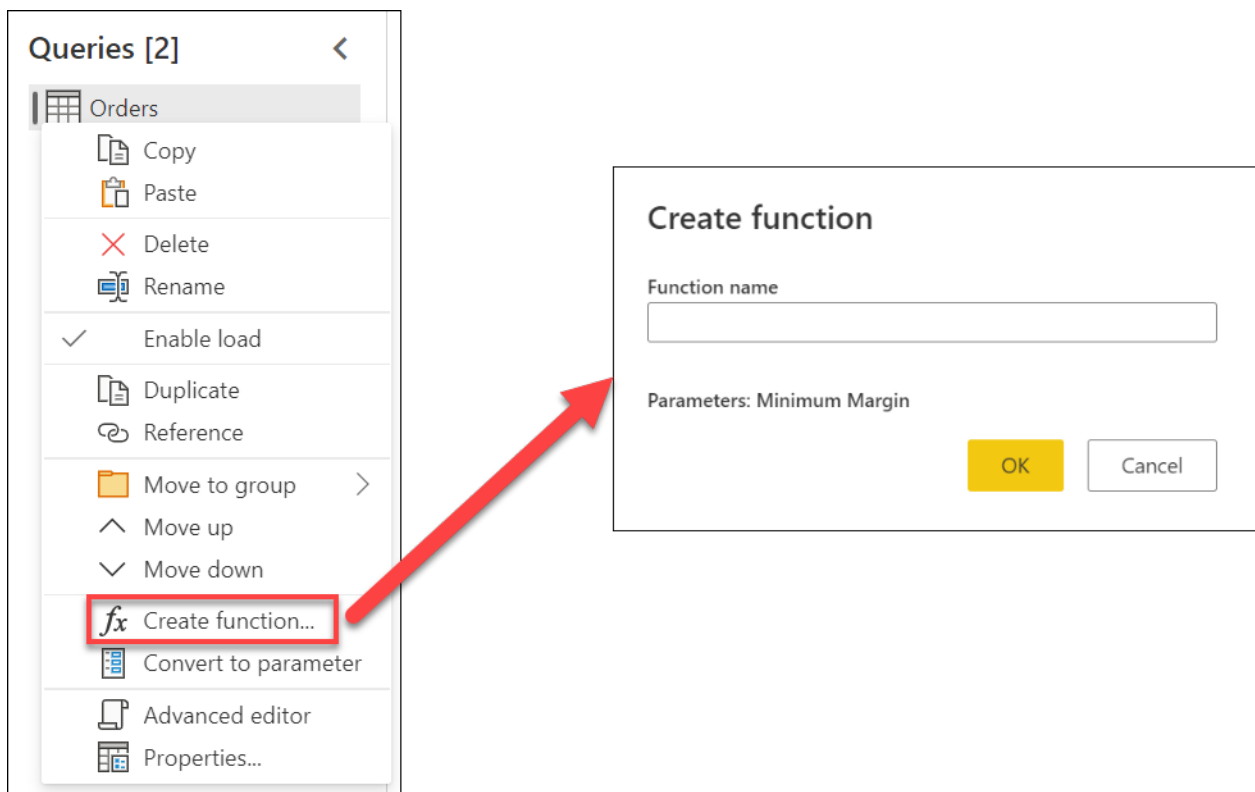 Queries [2]
Orders
Copy
Paste
Delete
Rename
Enable load
Duplicate
Reference
Move to group
Move up
Move down
fx Create function...
Convert to parameter
Advanced editor
Properties...
Create function
Function name
Parameters: Minimum Margin
OK Cancel